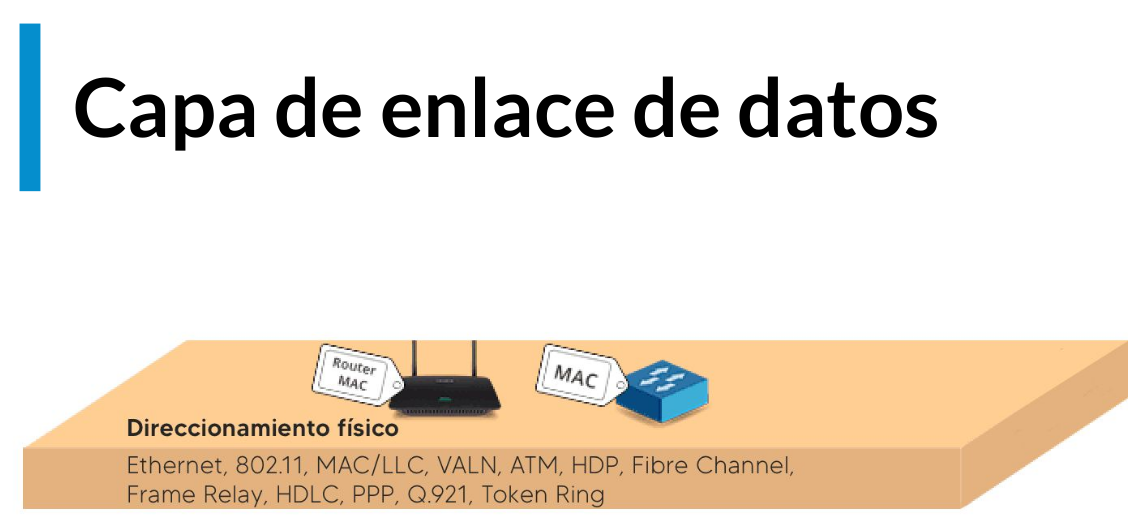 Capa de enlace de datos
Router
MAC
MAC
Direccionamiento físico
Ethernet, 802.11, MAC/LLC, VALN, ATM, HDP, Fibre Channel,
Frame Relay, HDLC, PPP, Q.921, Token Ring